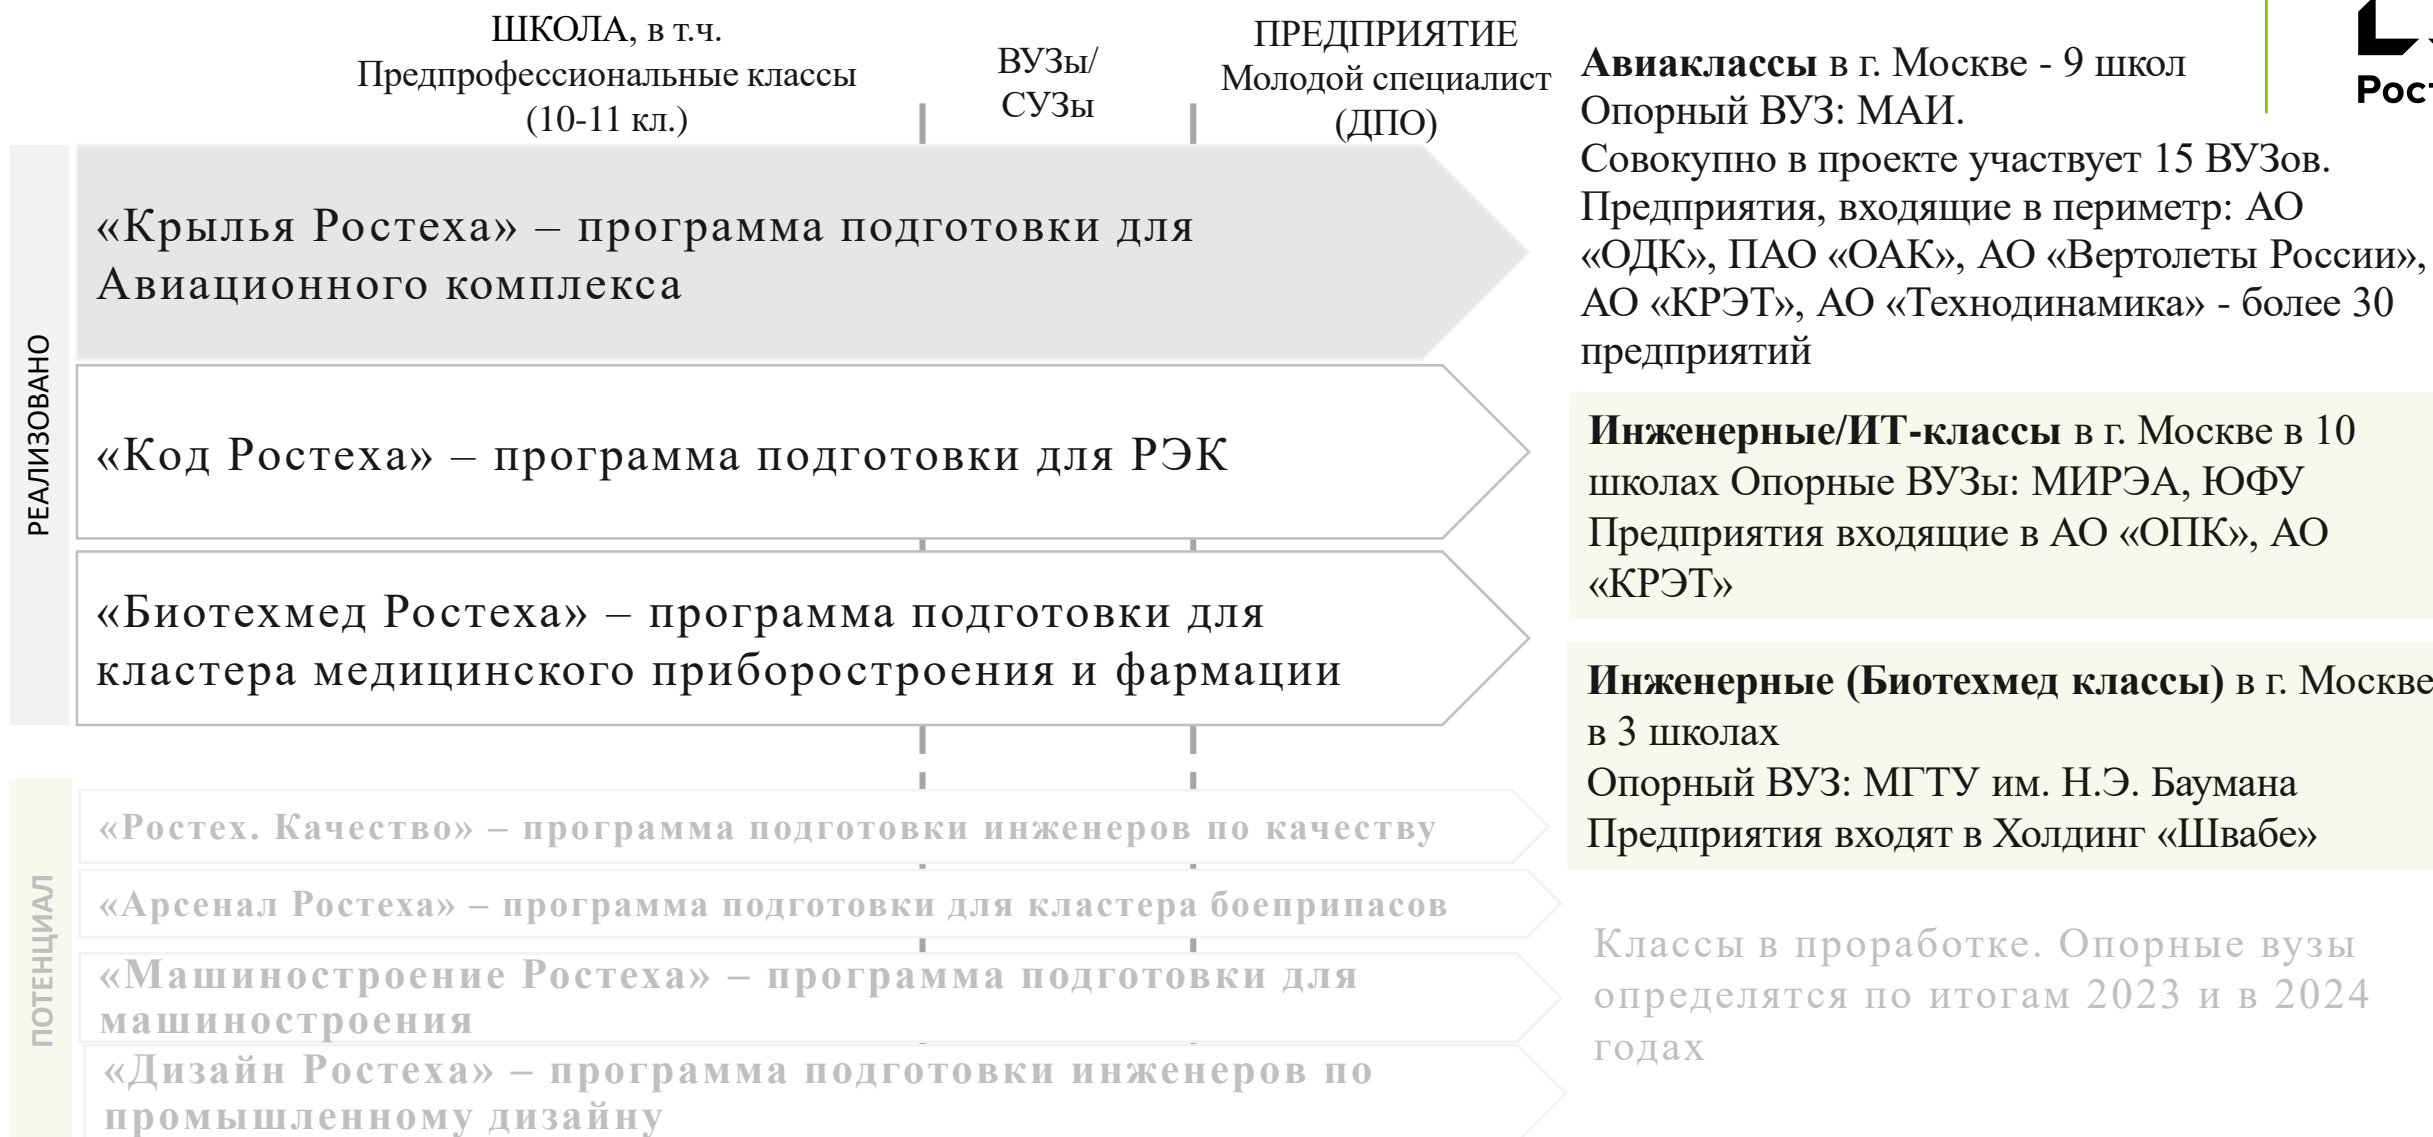 ШКОЛА, в т.ч.
Предпрофессиональные классы
(10-11 кл.)
ВУЗы/
СУЗы
ПРЕДПРИЯТИЕ
Молодой специалист
(ДПО)
РЕАЛИЗОВАНО
«Крылья Ростеха» – программа подготовки для
Авиационного комплекса
«Код Ростеха» – программа подготовки для РЭК
«Биотехмед Ростеха» – программа подготовки для
кластера медицинского приборостроения и фармации
ПОТЕНЦИАЛ
«Ростех. Качество» – программа подготовки инженеров по качеству
«Арсенал Ростеха» – программа подготовки для кластера боеприпасов
«Машиностроение Ростеха» – программа подготовки для
машиностроения
«Дизайн Ростеха» – программа подготовки инженеров по
промышленному дизайну
Авиаклассы в г. Москве - 9 школ
Опорный ВУЗ: МАИ.
Совокупно в проекте участвует 15 ВУЗов.
Предприятия, входящие в периметр: АО
«ОДК», ПАО «ОАК», АО «Вертолеты России»,
АО «КРЭТ», АО «Технодинамика» - более 30
предприятий
Инженерные/ИТ-классы в г. Москве в 10
школах Опорные ВУЗы: МИРЭА, ЮФУ
Предприятия входящие в АО «ОПК», АО
«КРЭТ»
Инженерные (Биотехмед классы) в г. Москве
в 3 школах
Опорный ВУЗ: МГТУ им. Н.Э. Баумана
Предприятия входят в Холдинг «Швабе»
Классы в проработке. Опорные вузы
определятся по итогам 2023 и в 2024
годах